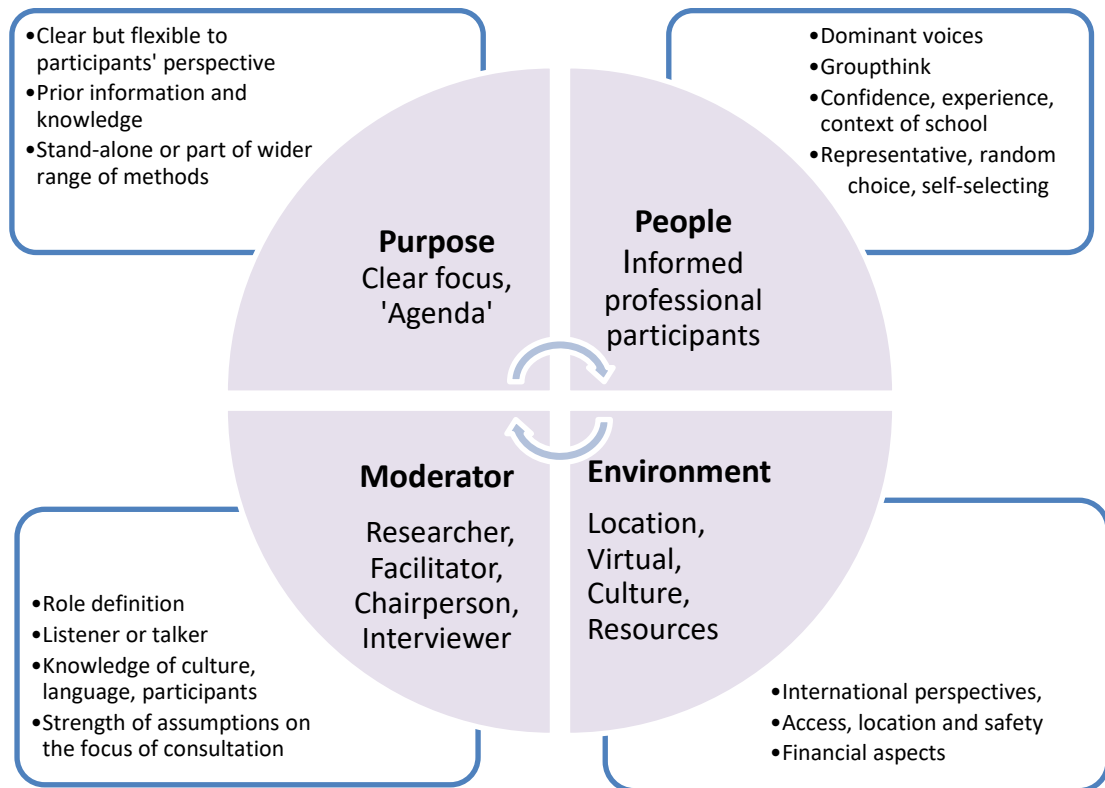 •Clear but flexible to
participants' perspective
•Prior information and
knowledge
•Stand-alone or part of wider
range of methods
•Dominant voices
•Groupthink
•Confidence, experience,
context of school
•Representative, random
choice, self-selecting
Purpose
Clear focus,
'Agenda'
People
Informed
professional
participants
Moderator
Researcher,
Facilitator,
Chairperson,
Interviewer
Environment
Location,
Virtual,
Culture,
Resources
•Role definition
•Listener or talker
•Knowledge of culture,
language, participants
•Strength of assumptions on
the focus of consultation
•International perspectives,
•Access, location and safety
•Financial aspects